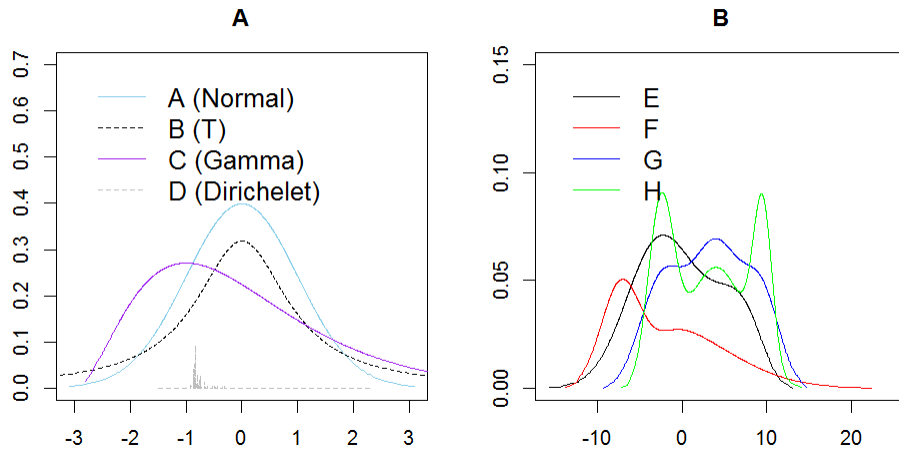 A
0.0 0.1 0.2 0.3 0.4 0.5 0.6 0.7
A (Normal)
B (T)
C (Gamma)
D (Dirichelet)
-3 -2 -1 0 1 2 3
B
0.00 0.05 0.10 0.15
E
F
G
H
-10 0 10 20